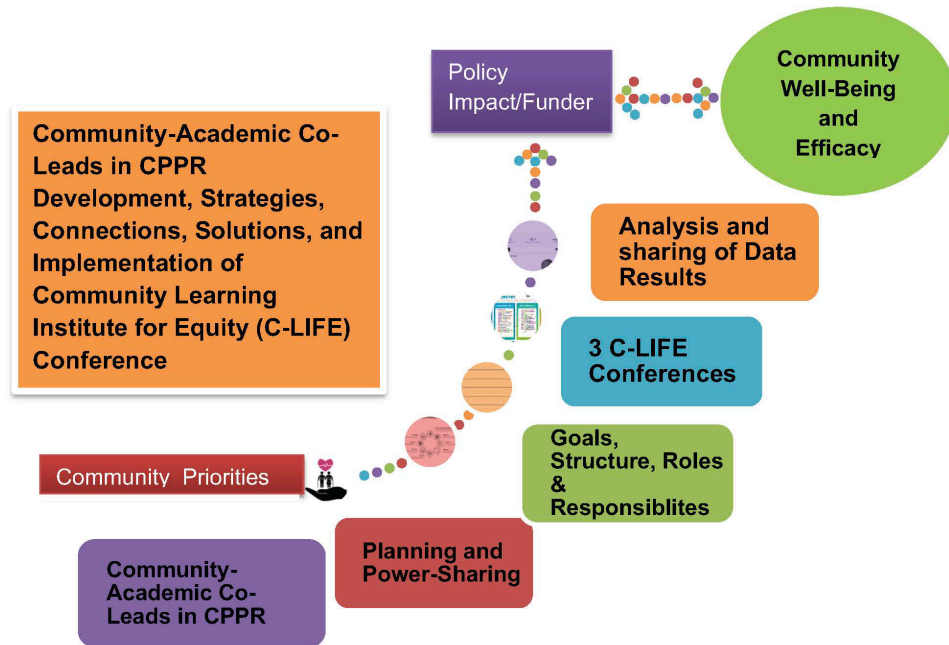 Policy
Impact/Funder
Community
Well-Being
and
Efficacy
Community-Academic Co-
Leads in CPPR
Development, Strategies,
Connections, Solutions, and
Implementation of
Community Learning
Institute for Equity (C-LIFE)
Conference
Analysis and
sharing of Data
Results
3 C-LIFE
Conferences
Goals,
Structure, Roles
&
Responsiblites
Community Priorities
Planning and
Power-Sharing
Community-
Academic Co-
Leads in CPPR